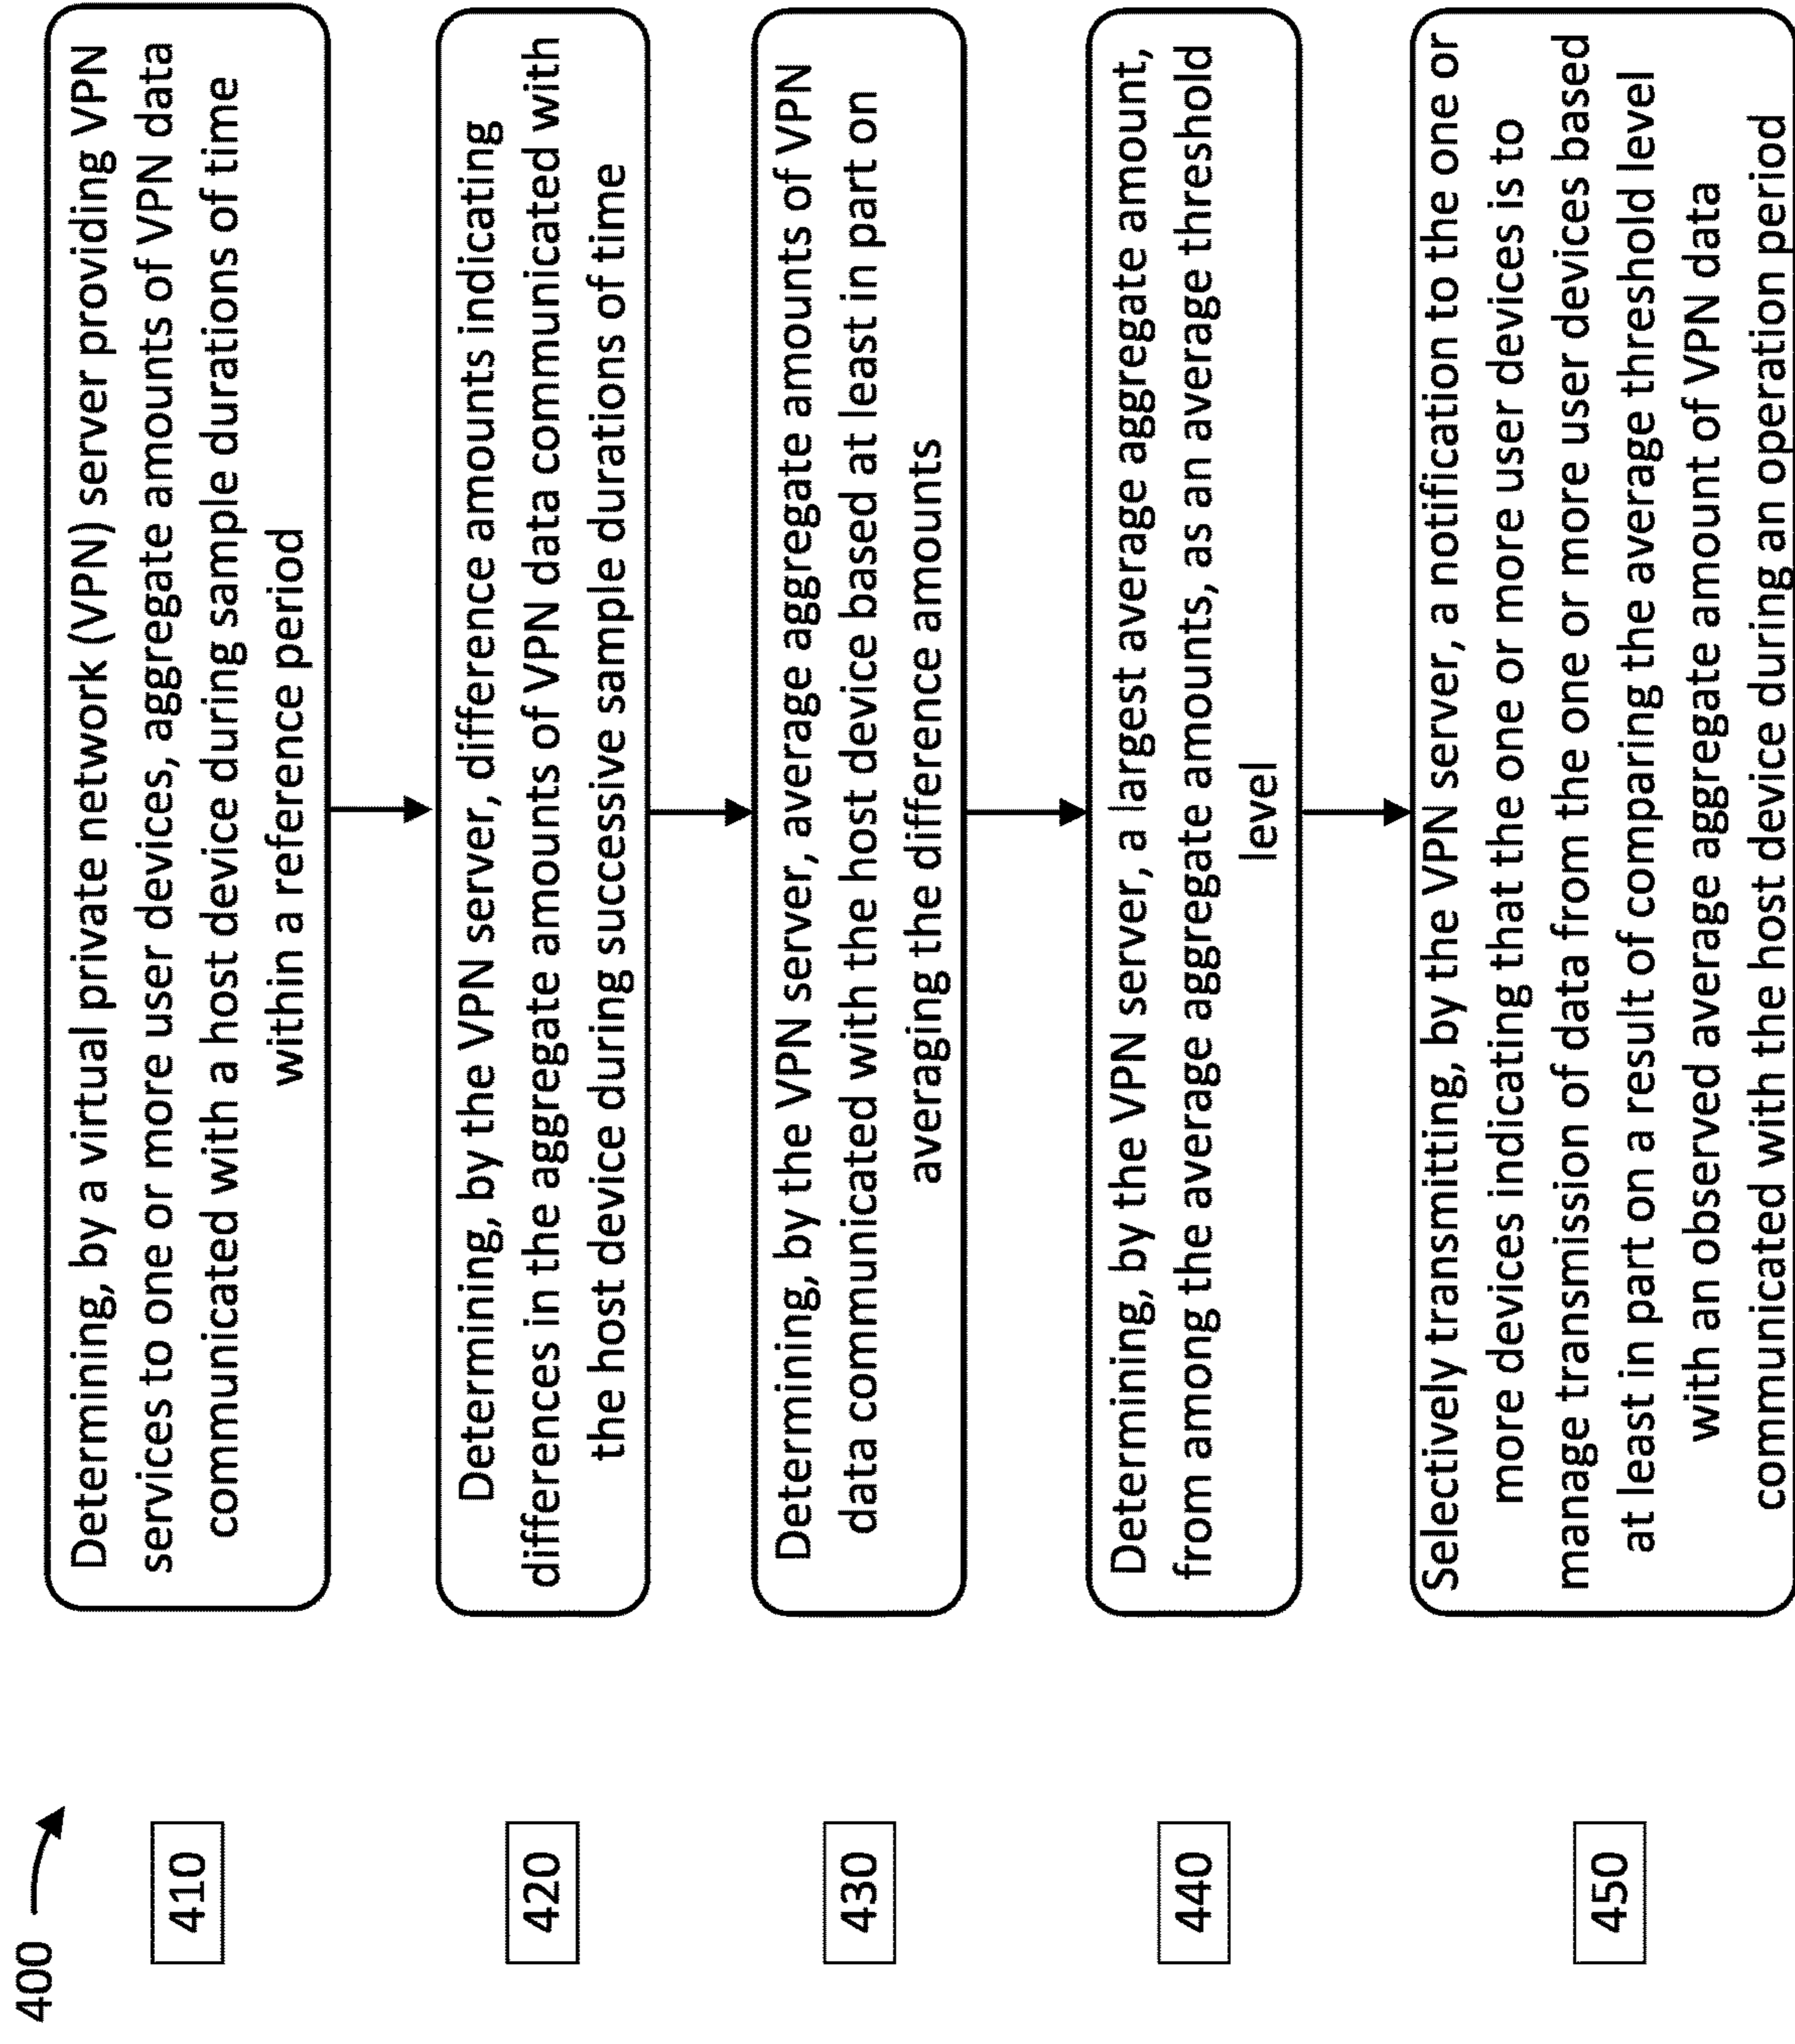 400
410
Determining, by a virtual private network (VPN) server providing VPN
services to one or more user devices, aggregate amounts of VPN data
communicated with a host device during sample durations of time
within a reference period
420
Determining, by the VPN server, difference amounts indicating
differences in the aggregate amounts of VPN data communicated with
the host device during successive sample durations of time
430
Determining, by the VPN server, average aggregate amounts of VPN
data communicated with the host device based at least in part on
averaging the difference amounts
440
Determining, by the VPN server, a largest average aggregate amount,
from among the average aggregate amounts, as an average threshold
level
450
Selectively transmitting, by the VPN server, a notification to the one or
more devices indicating that the one or more user devices is to
manage transmission of data from the one or more user devices based
at least in part on a result of comparing the average threshold level
with an observed average aggregate amount of VPN data
communicated with the host device during an operation period